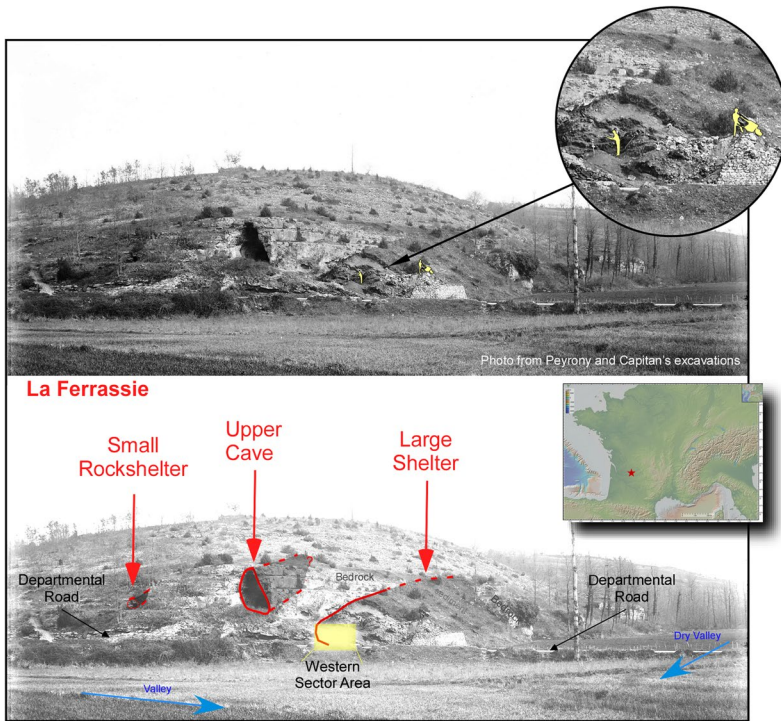 Photo from Peyrony and Capitan's excavations
La Ferrassie
Small
Rockshelter
Upper
Cave
Large
Shelter
Departmental
Road
Bedrock
Bedrock
Departmental
Road
Western
Sector Area
Dry Valley
Valley